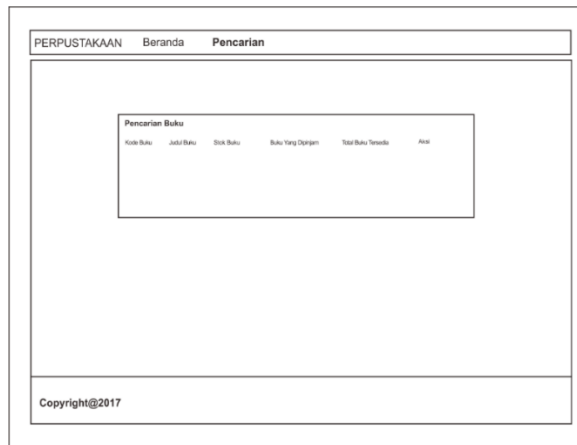 PERPUSTAKAAN Beranda Pencarian
Pencarian Buku
Kode Buku Judul Buku Stok Buku Buku Yang Dipinjam Total Buku Tersedia Aksi
Copyright@2017